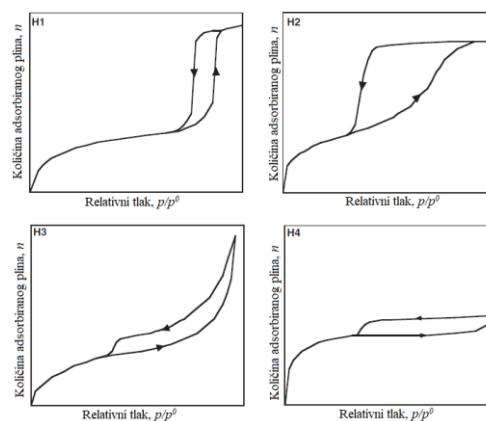 H1
Količina adsorbiranog plina, n
Relativni tlak, p/p⁰
H2
Količina adsorbiranog plina, n
Relativni tlak, p/p⁰
H3
Količina adsorbiranog plina, n
Relativni tlak, p/p⁰
H4
Količina adsorbiranog plina, n
Relativni tlak, p/p⁰